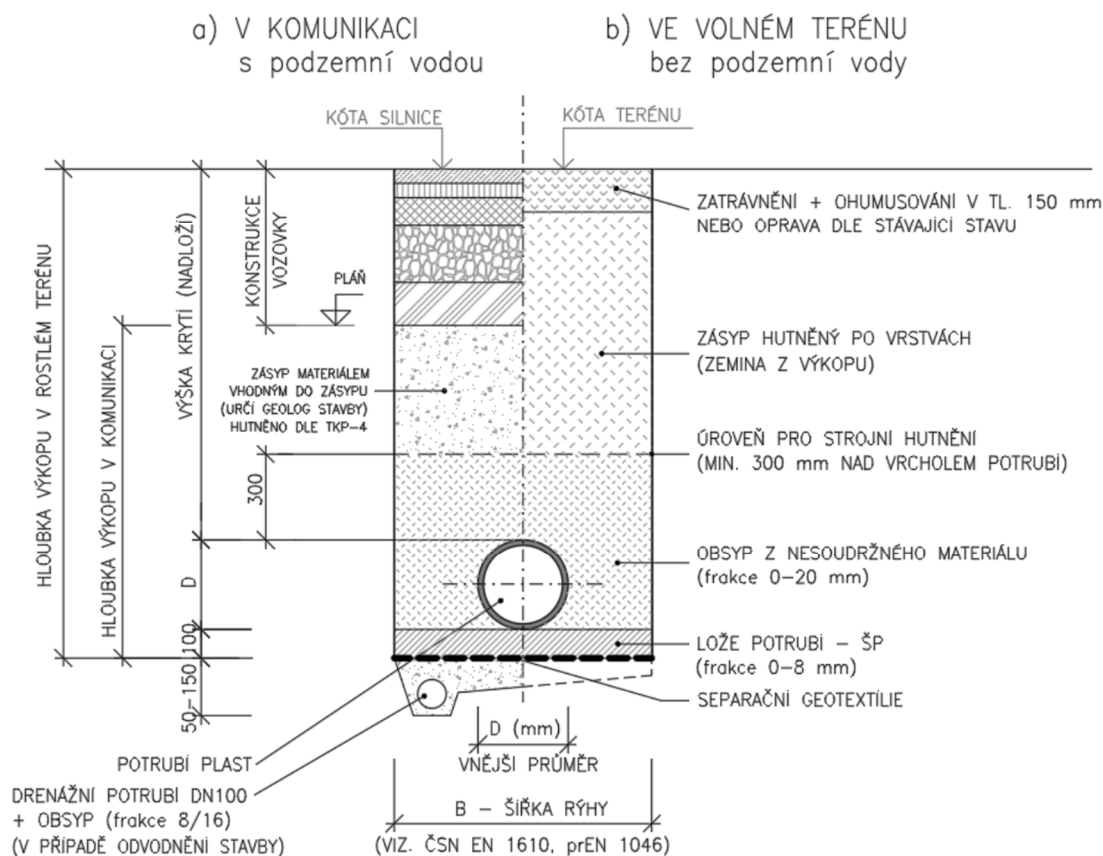 a) V KOMUNIKACI
s podzemní vodou
b) VE VOLNÉM TERÉNU
bez podzemní vody
KÓTA SILNICE
KÓTA TERÉNU
HLOUBKA VÝKOPU V ROSTLÉM TERÉNU
HLOUBKA VÝKOPU V KOMUNIKACI
VÝŠKA KRYTÍ (NADLOŽÍ)
KONSTRUKCE
VOZOVKY
PLÁŇ
ZÁSYP MATERIÁLEM
VHODNÝM DO ZÁSYPU
(URČÍ GEOLOG STAVBY)
HUTNĚNO DLE TKP-4
300
D
100
50-150
ZATRÁVNĚNÍ + OHUMUSOVÁNÍ V TL. 150 mm
NEBO OPRAVA DLE STÁVAJÍCÍ STAVU
ZÁSYP HUTNĚNÝ PO VRSTVÁCH
(ZEMINA Z VÝKOPU)
ÚROVEŇ PRO STROJNÍ HUTNĚNÍ
(MIN. 300 mm NAD VRCHOLEM POTRUBÍ)
OBSYP Z NESOUDRŽNÉHO MATERIÁLU
(frakce 0-20 mm)
LOŽE POTRUBÍ - ŠP
(frakce 0-8 mm)
SEPARAČNÍ GEOTEXTÍLIE
D (mm)
VNĚJŠI PRŮMĚR
POTRUBÍ PLAST
DRENÁŽNÍ POTRUBÍ DN100
+ OBSYP (frakce 8/16)
(V PŘÍPADĚ ODVODNĚNÍ STAVBY)
B - ŠÍŘKA RÝHY
(VIZ. ČSN EN 1610, prEN 1046)